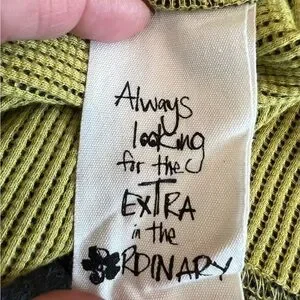 Always
looking
for the
EXTRA
in the
ORDINARY